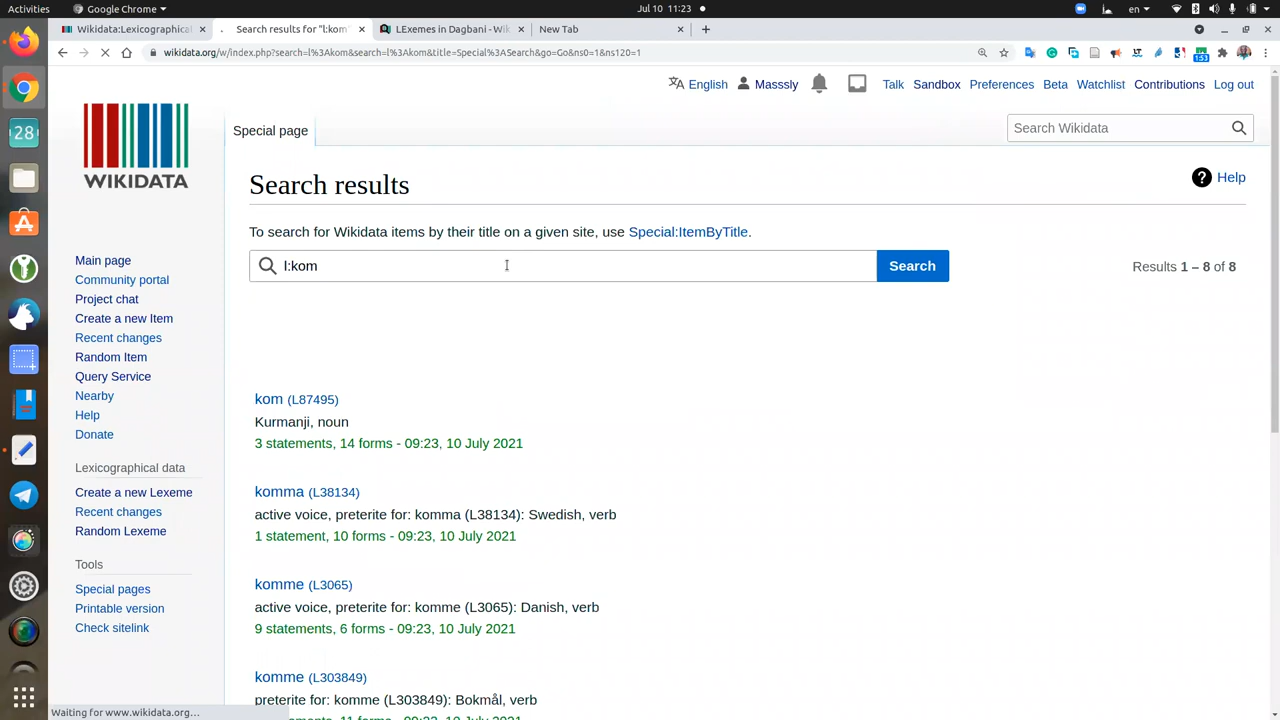 Activities
Google Chrome
Jul 10 11:23
en
Wikidata:Lexicographical
Search results for "l:kom"
LExemes in Dagbani - Wik
New Tab
wikidata.org/w/index.php?search=l%3Akom&search=l%3Akom&title=Special%3ASearch&go=Go&ns0=1&ns120=1
1:53
28
English
Masssly
Talk
Sandbox
Preferences
Beta
Watchlist
Contributions
Log out
WIKIDATA
Special page
Search Wikidata
Search results
Help
To search for Wikidata items by their title on a given site, use Special:ItemByTitle.
l:kom
Search
Results 1 – 8 of 8
Main page
Community portal
Project chat
Create a new Item
Recent changes
Random Item
Query Service
Nearby
Help
Donate
Lexicographical data
Create a new Lexeme
Recent changes
Random Lexeme
Tools
Special pages
Printable version
Check sitelink
kom (L87495)
Kurmanji, noun
3 statements, 14 forms - 09:23, 10 July 2021
komma (L38134)
active voice, preterite for: komma (L38134): Swedish, verb
1 statement, 10 forms - 09:23, 10 July 2021
komme (L3065)
active voice, preterite for: komme (L3065): Danish, verb
9 statements, 6 forms - 09:23, 10 July 2021
komme (L303849)
preterite for: komme (L303849): Bokmål, verb
Waiting for www.wikidata.org...